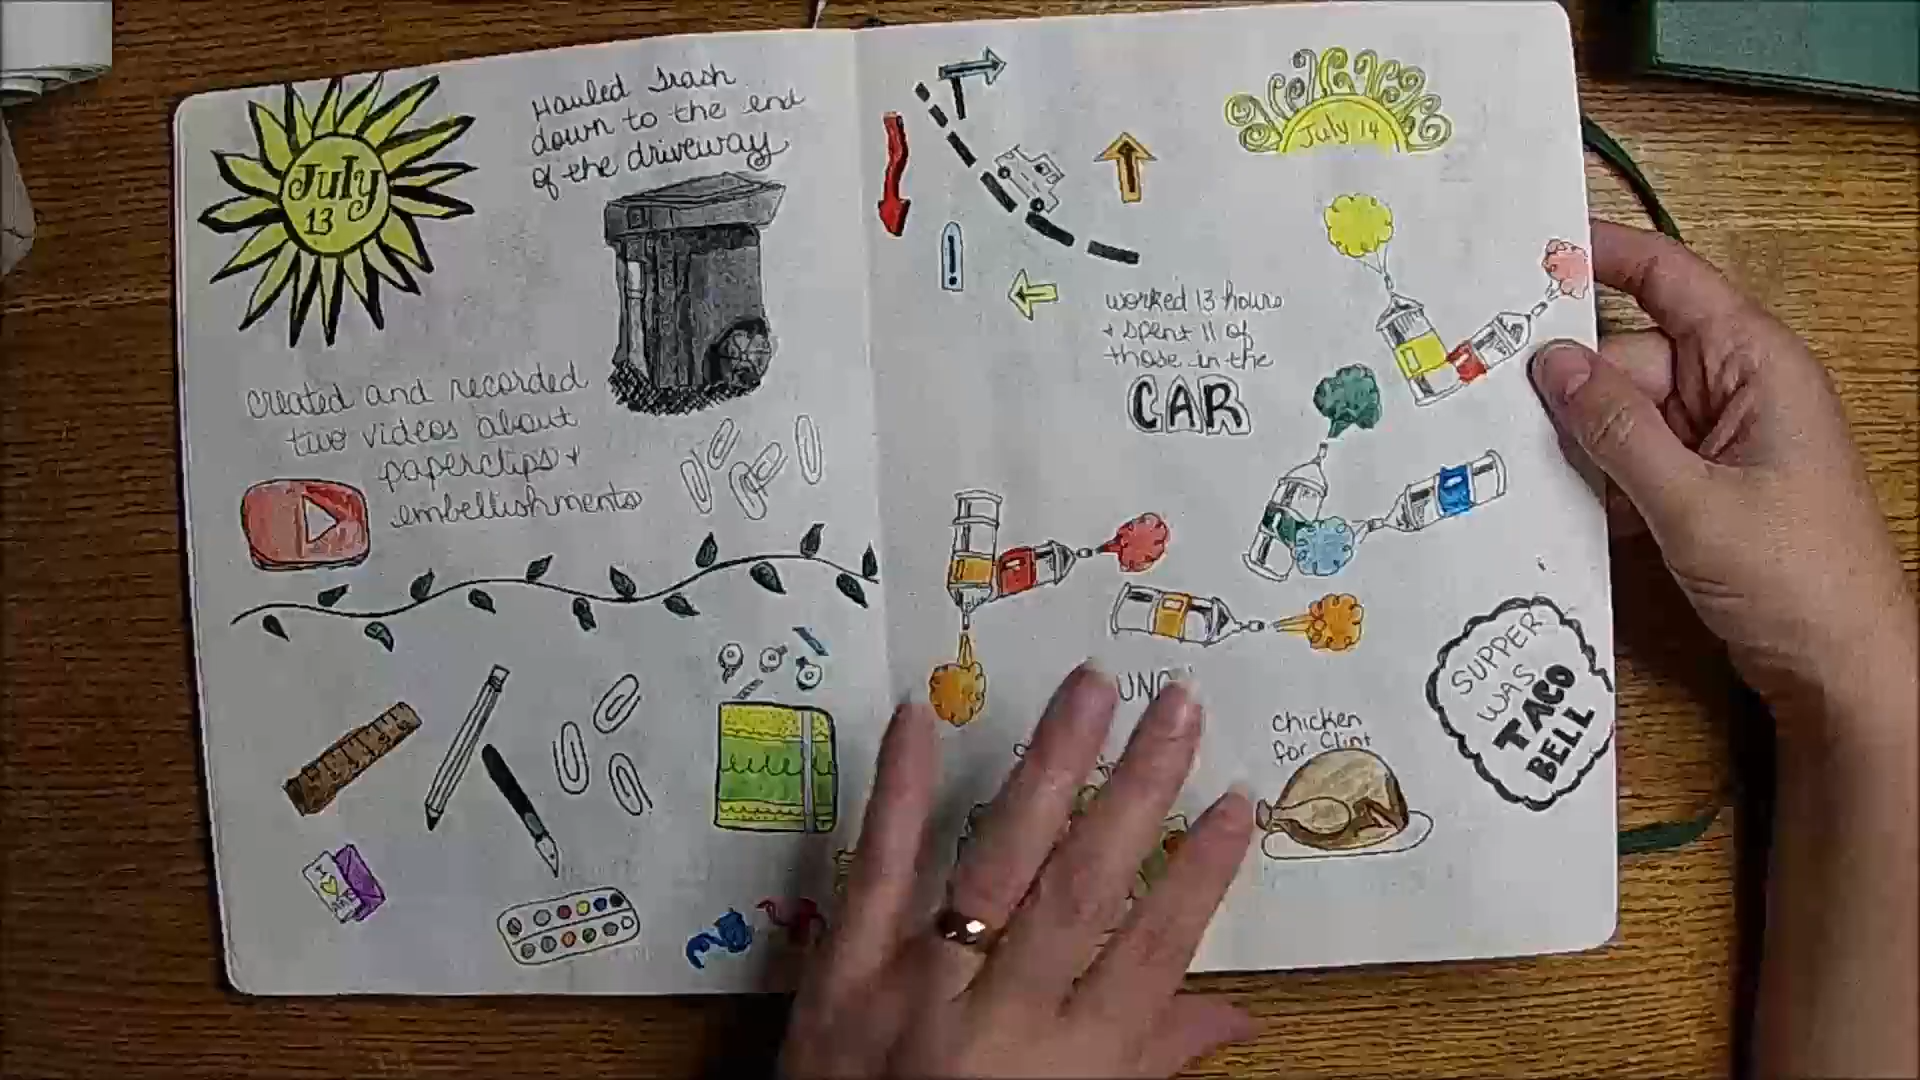 July
13
Hauled trash
down to the end
of the driveway
created and recorded
two videos about
paperclips +
embellishments
I
ART
July 14
worked 13 hours
+ spent 11 of
those in the
CAR
chicken
for Clint
SUPPER
WAS
TACO
BELL